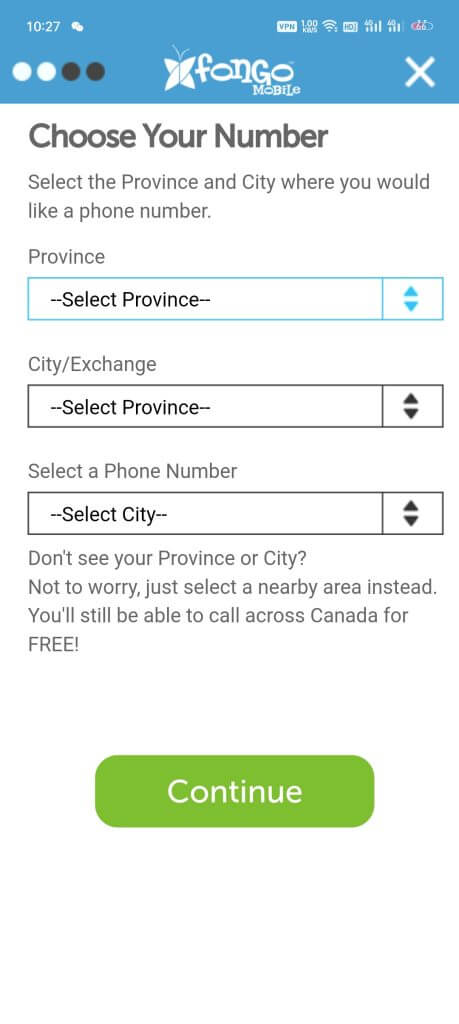 10:27 VPN 1.00 KB/S HD 4G 4G 66
fongo
MOBiLe
Choose Your Number
Select the Province and City where you would
like a phone number.
Province
--Select Province--
City/Exchange
--Select Province--
Select a Phone Number
--Select City--
Don't see your Province or City?
Not to worry, just select a nearby area instead.
You'll still be able to call across Canada for
FREE!
Continue